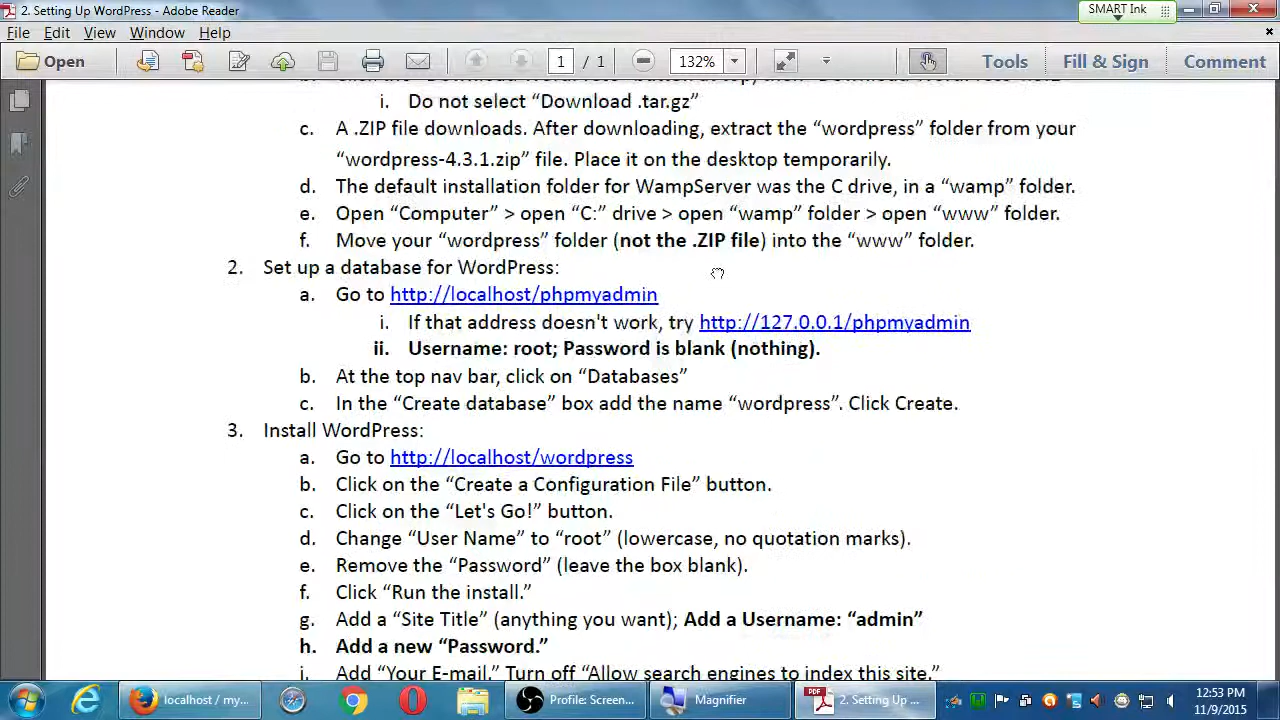 2. Setting Up WordPress - Adobe Reader
SMART Ink
File Edit View Window Help
Open 1 / 1 132% Tools Fill & Sign Comment
i. Do not select “Download .tar.gz”
c. A .ZIP file downloads. After downloading, extract the “wordpress” folder from your
“wordpress-4.3.1.zip” file. Place it on the desktop temporarily.
d. The default installation folder for WampServer was the C drive, in a “wamp” folder.
e. Open “Computer” > open “C:” drive > open “wamp” folder > open “www” folder.
f. Move your “wordpress” folder (not the .ZIP file) into the “www” folder.
2. Set up a database for WordPress:
a. Go to http://localhost/phpmyadmin
i. If that address doesn't work, try http://127.0.0.1/phpmyadmin
ii. Username: root; Password is blank (nothing).
b. At the top nav bar, click on “Databases”
c. In the “Create database” box add the name “wordpress”. Click Create.
3. Install WordPress:
a. Go to http://localhost/wordpress
b. Click on the “Create a Configuration File” button.
c. Click on the “Let's Go!” button.
d. Change “User Name” to “root” (lowercase, no quotation marks).
e. Remove the “Password” (leave the box blank).
f. Click “Run the install.”
g. Add a “Site Title” (anything you want); Add a Username: “admin”
h. Add a new “Password.”
i. Add “Your E-mail.” Turn off “Allow search engines to index this site.”
localhost / my... Profile: Screen... Magnifier PDF 2. Setting Up ... 12:53 PM
11/9/2015